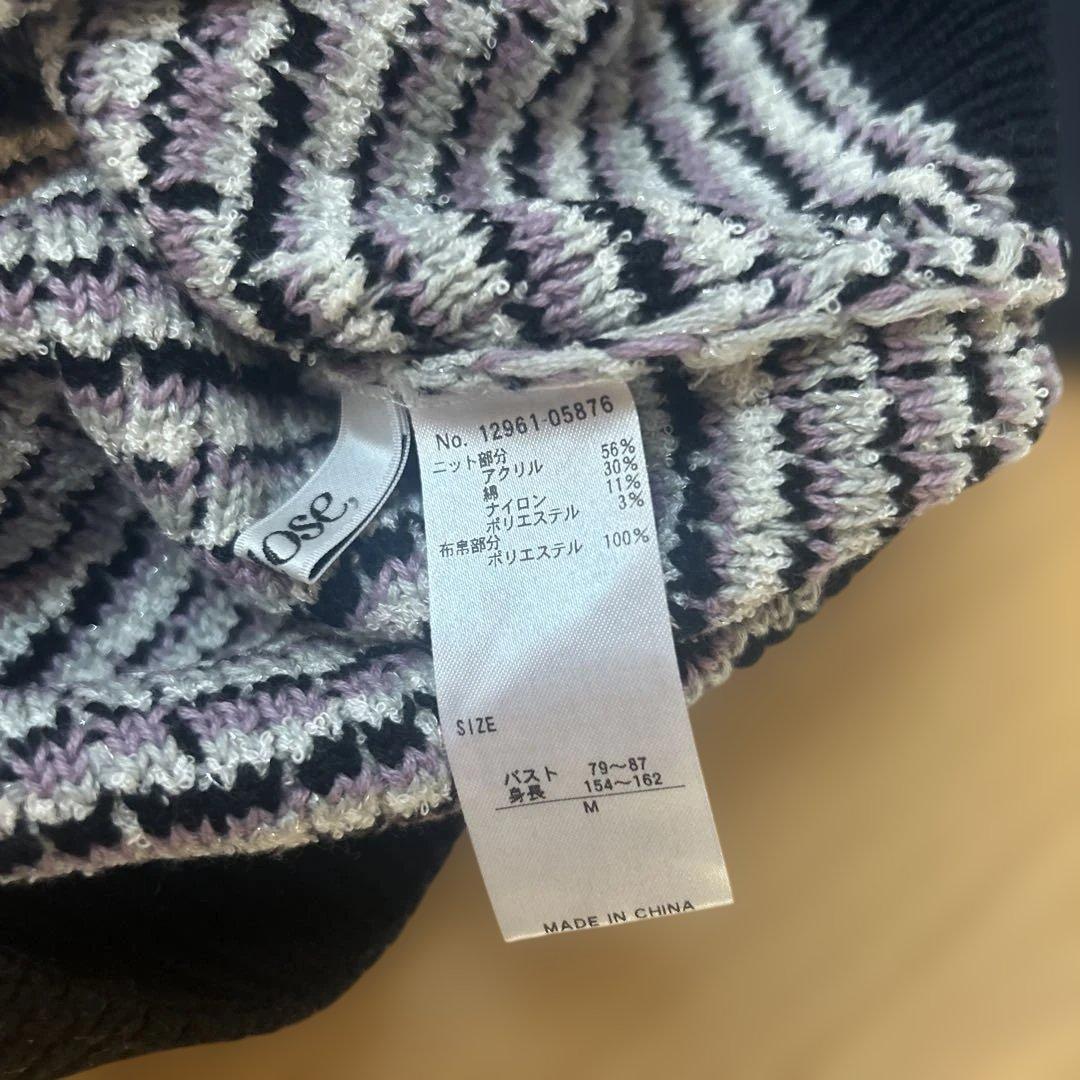 No. 12961-05876
ニット部分
アクリル 56%
綿 30%
ナイロン 11%
ポリエステル 3%
布帛部分
ポリエステル 100%
ose,
SIZE
バスト 79～87
身長 154～162
M
MADE IN CHINA